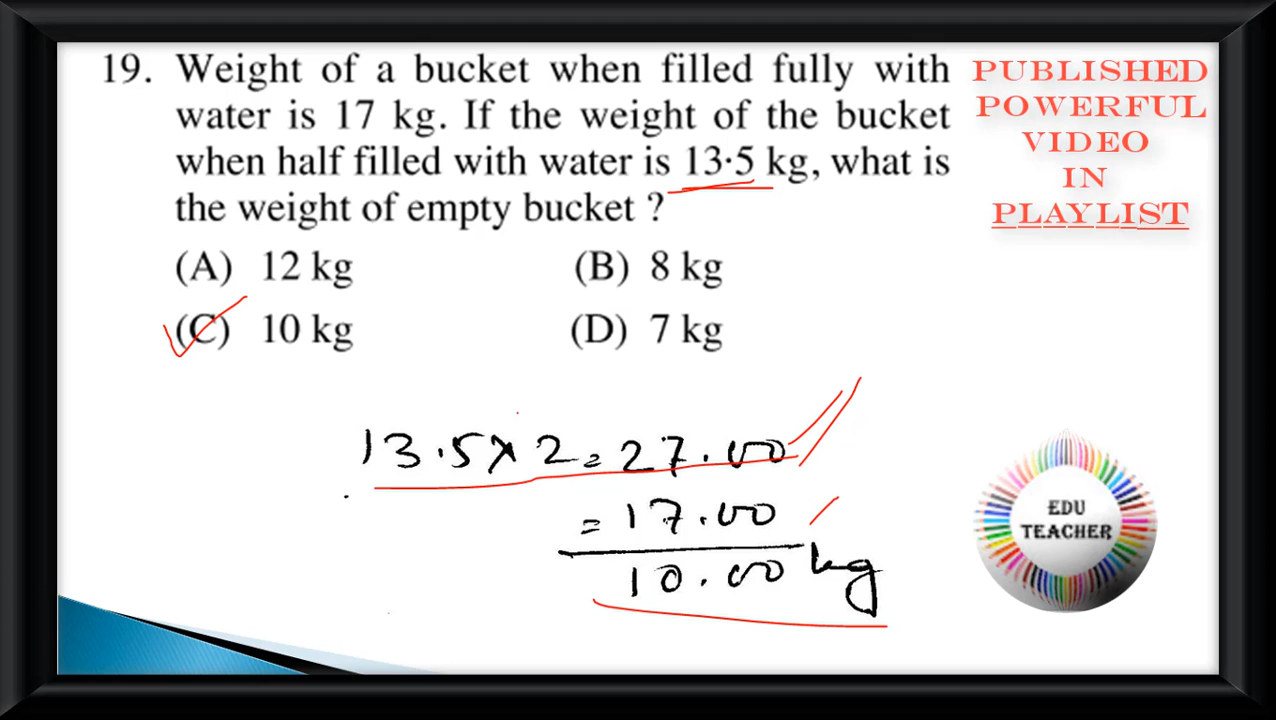 19. Weight of a bucket when filled fully with
water is 17 kg. If the weight of the bucket
when half filled with water is 13·5 kg, what is
the weight of empty bucket ?
(A) 12 kg
(B) 8 kg
(C) 10 kg
(D) 7 kg
13.5×2=27.00
=17.00
10.00 kg
PUBLISHED
POWERFUL
VIDEO
IN
PLAYLIST
EDU
TEACHER